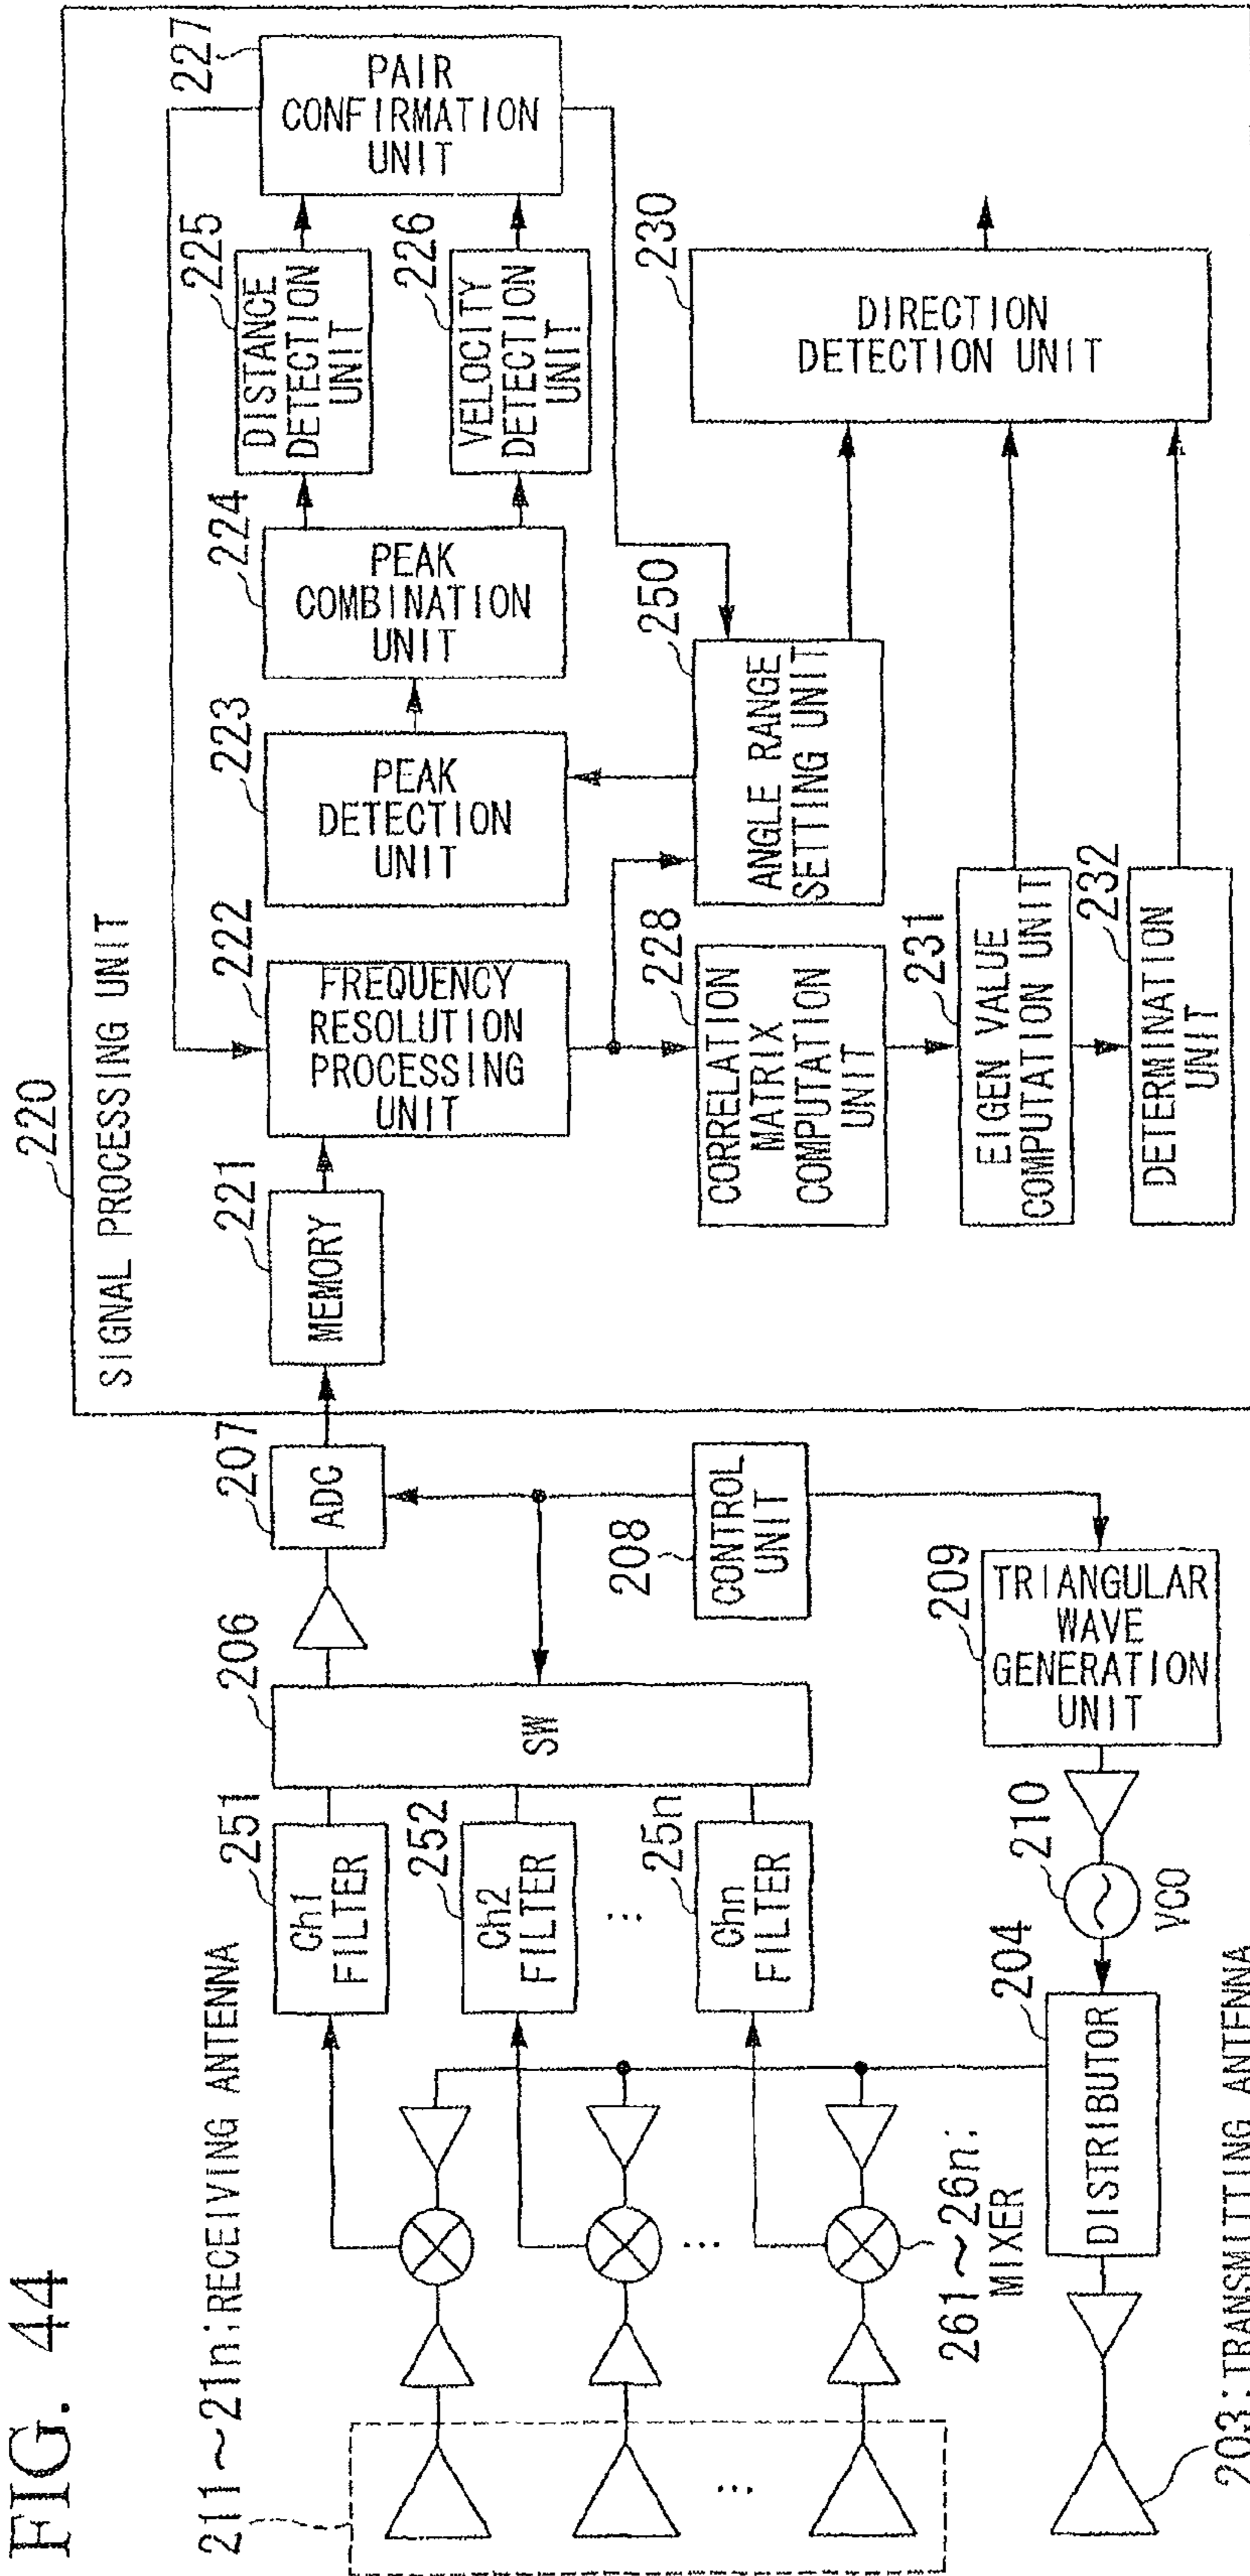 FIG. 44
220
SIGNAL PROCESSING UNIT
211~21n;RECEIVING ANTENNA
251
Ch1
FILTER
252
Ch2
FILTER
...
25n
Chn
FILTER
206
SW
207
ADC
221
MEMORY
222
FREQUENCY
RESOLUTION
PROCESSING
UNIT
223
PEAK
DETECTION
UNIT
224
PEAK
COMBINATION
UNIT
225
DISTANCE
DETECTION
UNIT
226
VELOCITY
DETECTION
UNIT
227
PAIR
CONFIRMATION
UNIT
228
CORRELATION
MATRIX
COMPUTATION
UNIT
250
ANGLE RANGE
SETTING UNIT
230
DIRECTION
DETECTION UNIT
231
EIGEN VALUE
COMPUTATION UNIT
232
DETERMINATION
UNIT
208
CONTROL
UNIT
209
TRIANGULAR
WAVE
GENERATION
UNIT
210
VCO
204
DISTRIBUTOR
...
...
261~26n;
MIXER
203;TRANSMITTING ANTENNA